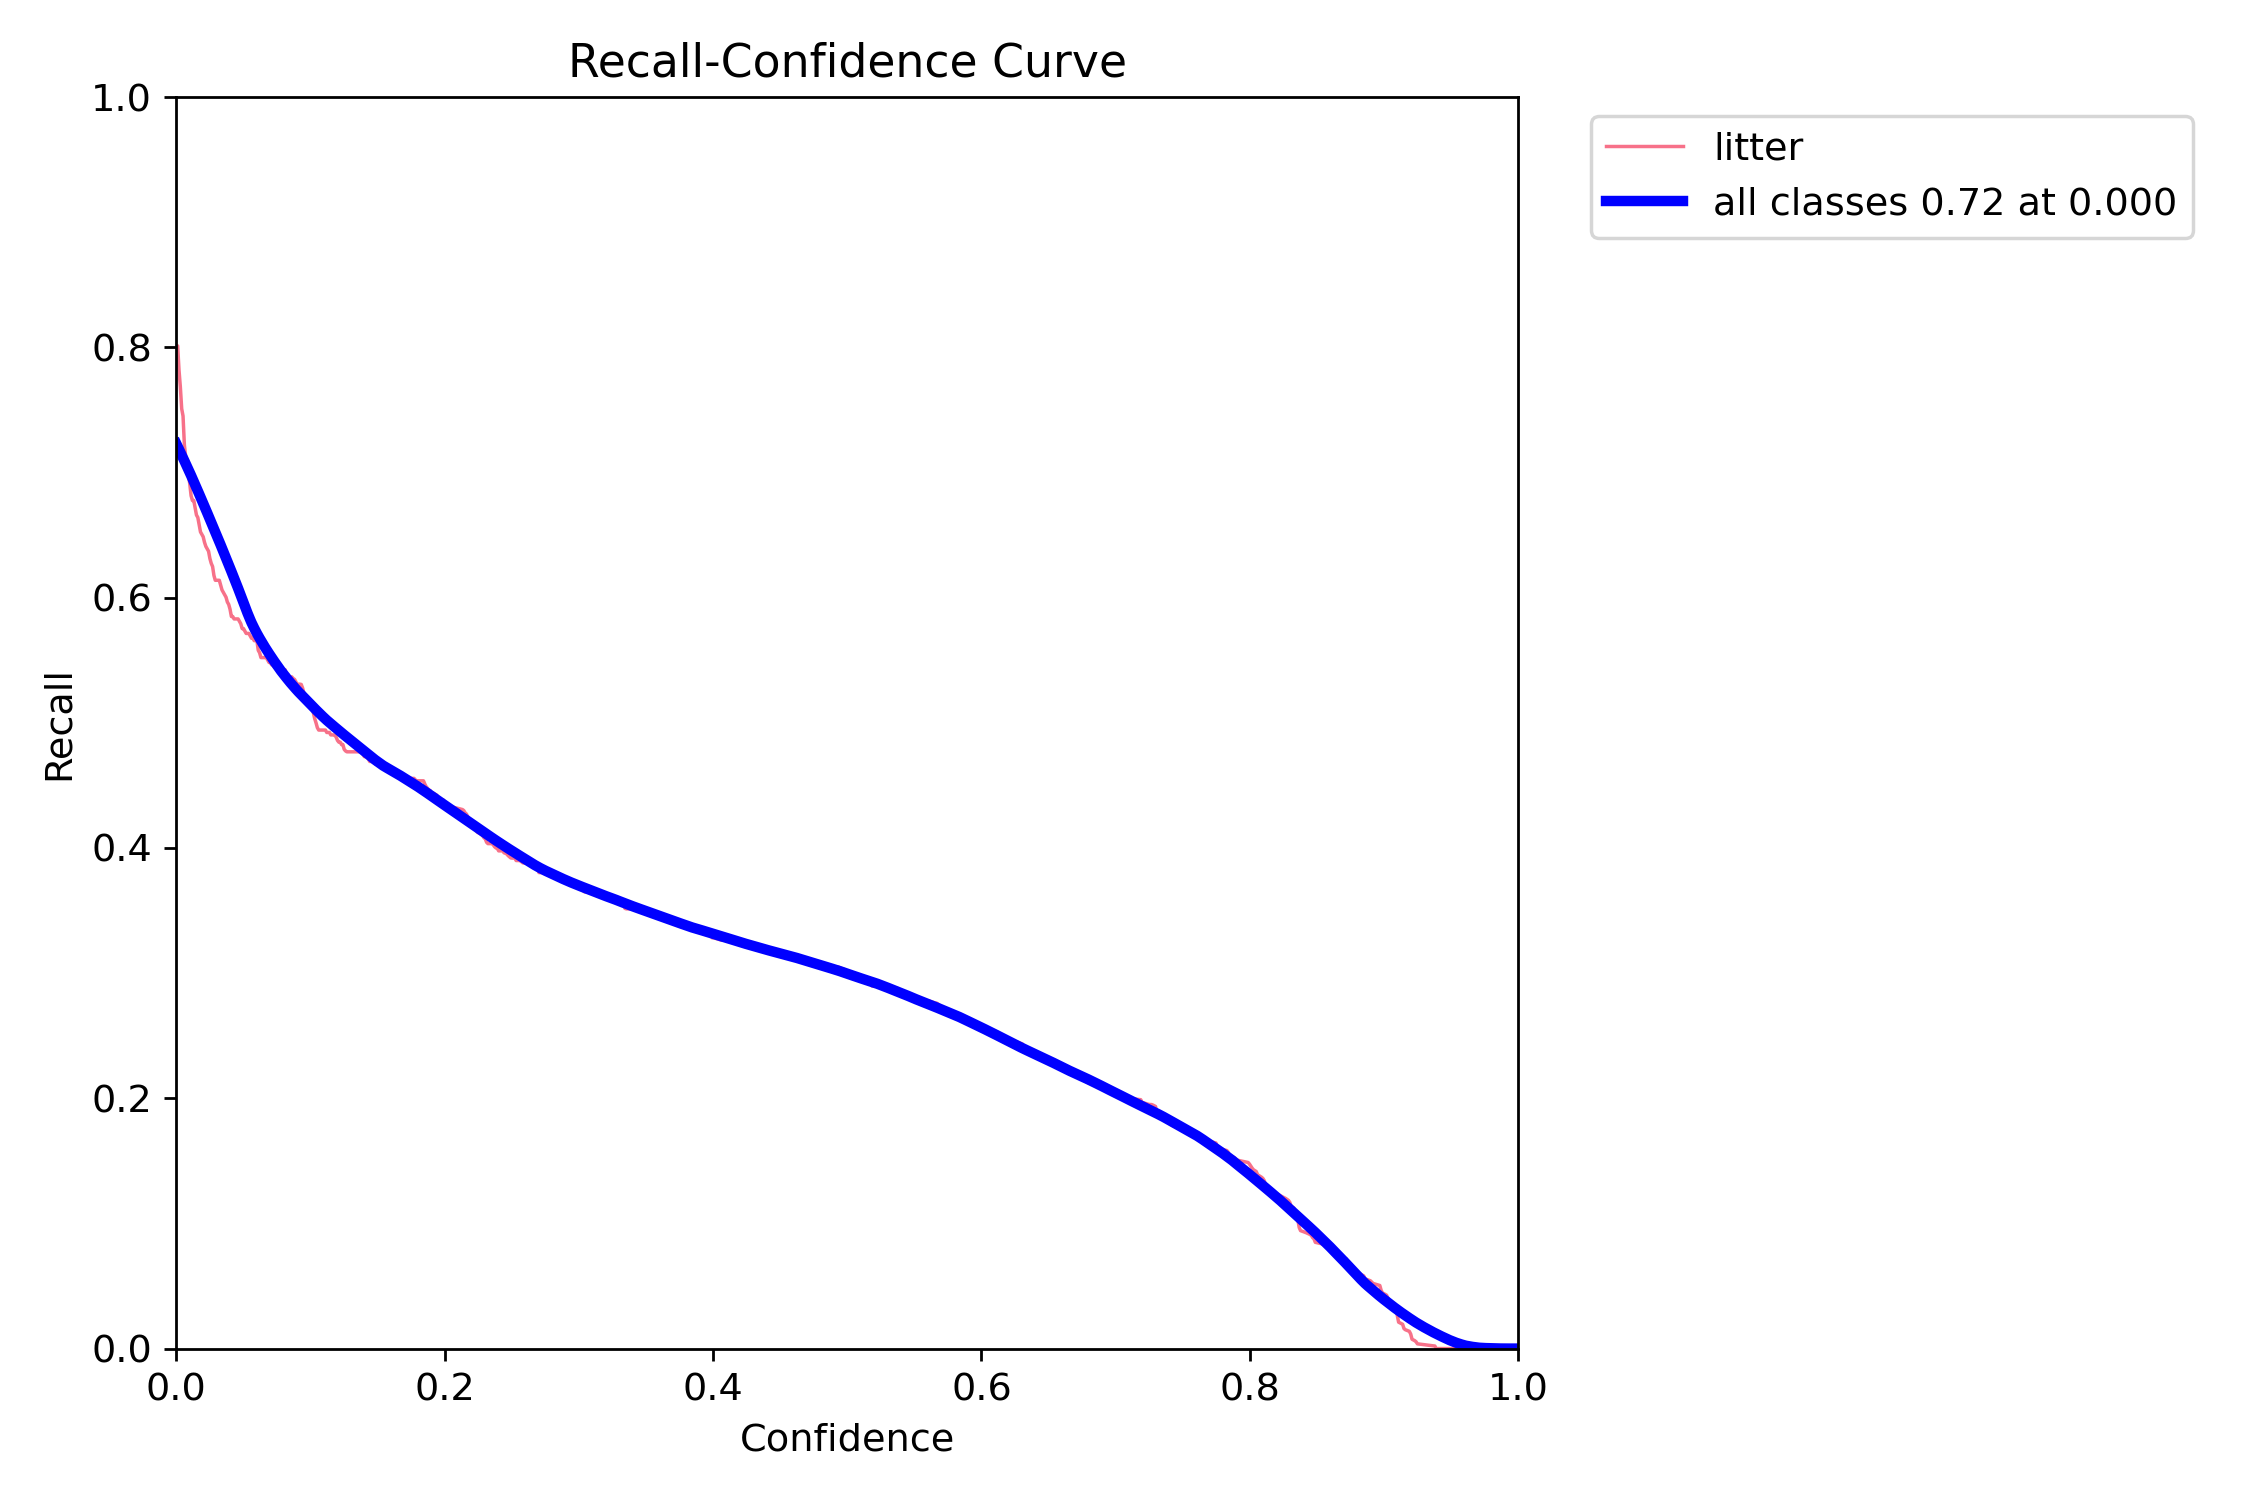 Recall-Confidence Curve
litter
all classes 0.72 at 0.000
1.0
0.8
0.6
0.4
0.2
0.0
Recall
0.0 0.2 0.4 0.6 0.8 1.0
Confidence